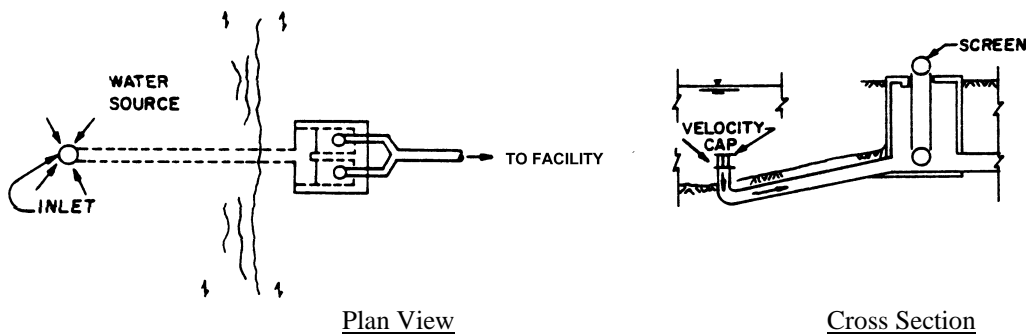 WATER
SOURCE
INLET
TO FACILITY
Plan View
SCREEN
VELOCITY
CAP
Cross Section